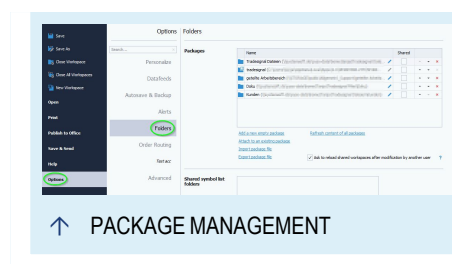 Save
Save As
Close Workspace
Close All Workspaces
New Workspace
Open
Print
Publish to Office
Save & Send
Help
Options
Options
Search...
Personalize
Datafeeds
Autosave & Backup
Alerts
Folders
Order Routing
Terracr
Advanced
Folders
Packages
Name Shared
Tradesignal Dateien
tradesignal
geteilte Arbeitsbereich
Doku
Kunden
Add a new empty package Refresh content of all packages
Attach to an existing package
Import package file
Export package file Ask to reload shared workspaces after modification by another user ?
Shared symbol list
folders
PACKAGE MANAGEMENT